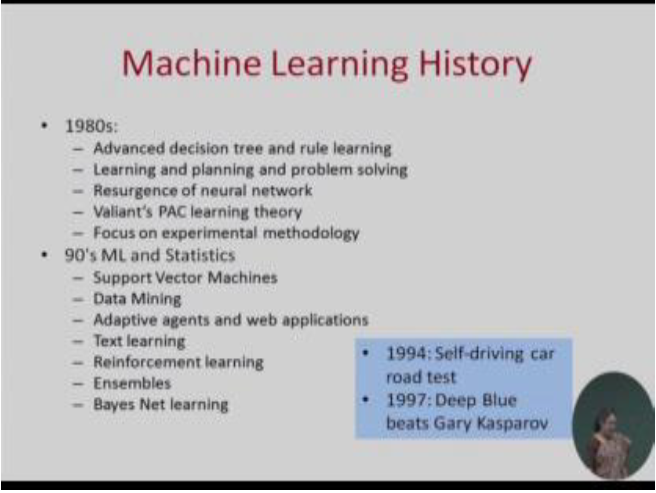 Machine Learning History
• 1980s:
– Advanced decision tree and rule learning
– Learning and planning and problem solving
– Resurgence of neural network
– Valiant's PAC learning theory
– Focus on experimental methodology
• 90's ML and Statistics
– Support Vector Machines
– Data Mining
– Adaptive agents and web applications
– Text learning
– Reinforcement learning
– Ensembles
– Bayes Net learning
• 1994: Self-driving car
road test
• 1997: Deep Blue
beats Gary Kasparov